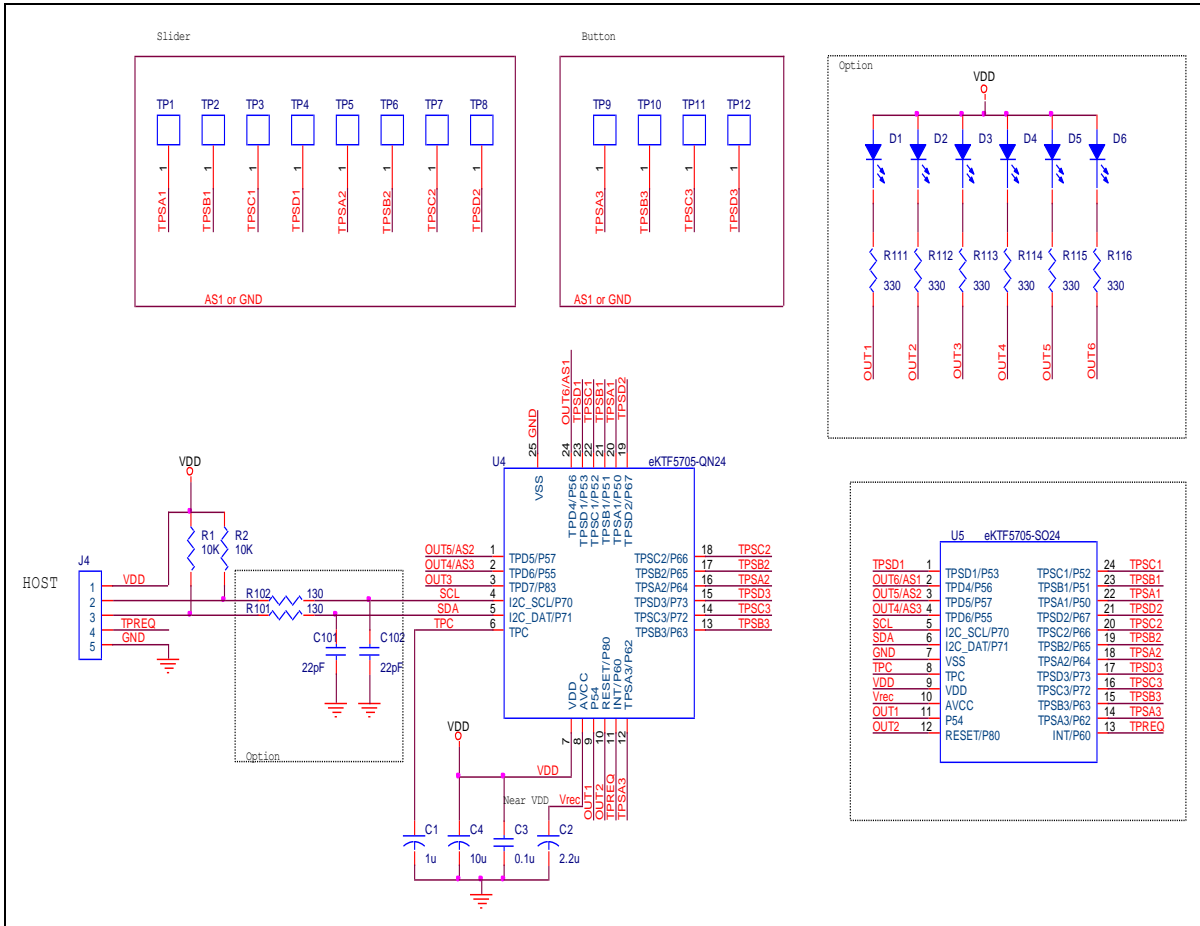 Slider
TP1 TP2 TP3 TP4 TP5 TP6 TP7 TP8
1 1 1 1 1 1 1 1
TPSA1 TPSB1 TPSC1 TPSD1 TPSA2 TPSB2 TPSC2 TPSD2
AS1 or GND
Button
TP9 TP10 TP11 TP12
1 1 1 1
TPSA3 TPSB3 TPSC3 TPSD3
AS1 or GND
Option
VDD
D1 D2 D3 D4 D5 D6
R111 R112 R113 R114 R115 R116
330 330 330 330 330 330
OUT1 OUT2 OUT3 OUT4 OUT5 OUT6
HOST
J4
1 VDD
2
3
4 TPREQ
5 GND
VDD
R1 10K
R2 10K
R102 130
R101 130
C101 22pF
C102 22pF
Option
U4 eKTF5705-QN24
GND 25 VSS
OUT6/AS1 24 TPD4/P56
TPSD1 23 TPSD1/P53
TPSC1 22 TPSC1/P52
TPSB1 21 TPSB1/P51
TPSA1 20 TPSA1/P50
TPSD2 19 TPSD2/P67
OUT5/AS2 1 TPD5/P57
OUT4/AS3 2 TPD6/P55
OUT3 3 TPD7/P83
SCL 4 I2C_SCL/P70
SDA 5 I2C_DAT/P71
TPC 6 TPC
TPSC2/P66 18 TPSC2
TPSB2/P65 17 TPSB2
TPSA2/P64 16 TPSA2
TPSD3/P73 15 TPSD3
TPSC3/P72 14 TPSC3
TPSB3/P63 13 TPSB3
VDD 7 VDD
AVCC 8 Vrec
P54 9 OUT1
RESET/P80 10 OUT2
INT/P60 11 TPREQ
TPSA3/P62 12 TPSA3
VDD
Near VDD
C1 1u
C4 10u
C3 0.1u
C2 2.2u
U5 eKTF5705-SO24
TPSD1 1 TPSD1/P53 TPSC1/P52 24 TPSC1
OUT6/AS1 2 TPD4/P56 TPSB1/P51 23 TPSB1
OUT5/AS2 3 TPD5/P57 TPSA1/P50 22 TPSA1
OUT4/AS3 4 TPD6/P55 TPSD2/P67 21 TPSD2
SCL 5 I2C_SCL/P70 TPSC2/P66 20 TPSC2
SDA 6 I2C_DAT/P71 TPSB2/P65 19 TPSB2
GND 7 VSS TPSA2/P64 18 TPSA2
TPC 8 TPC TPSD3/P73 17 TPSD3
VDD 9 VDD TPSC3/P72 16 TPSC3
Vrec 10 AVCC TPSB3/P63 15 TPSB3
OUT1 11 P54 TPSA3/P62 14 TPSA3
OUT2 12 RESET/P80 INT/P60 13 TPREQ